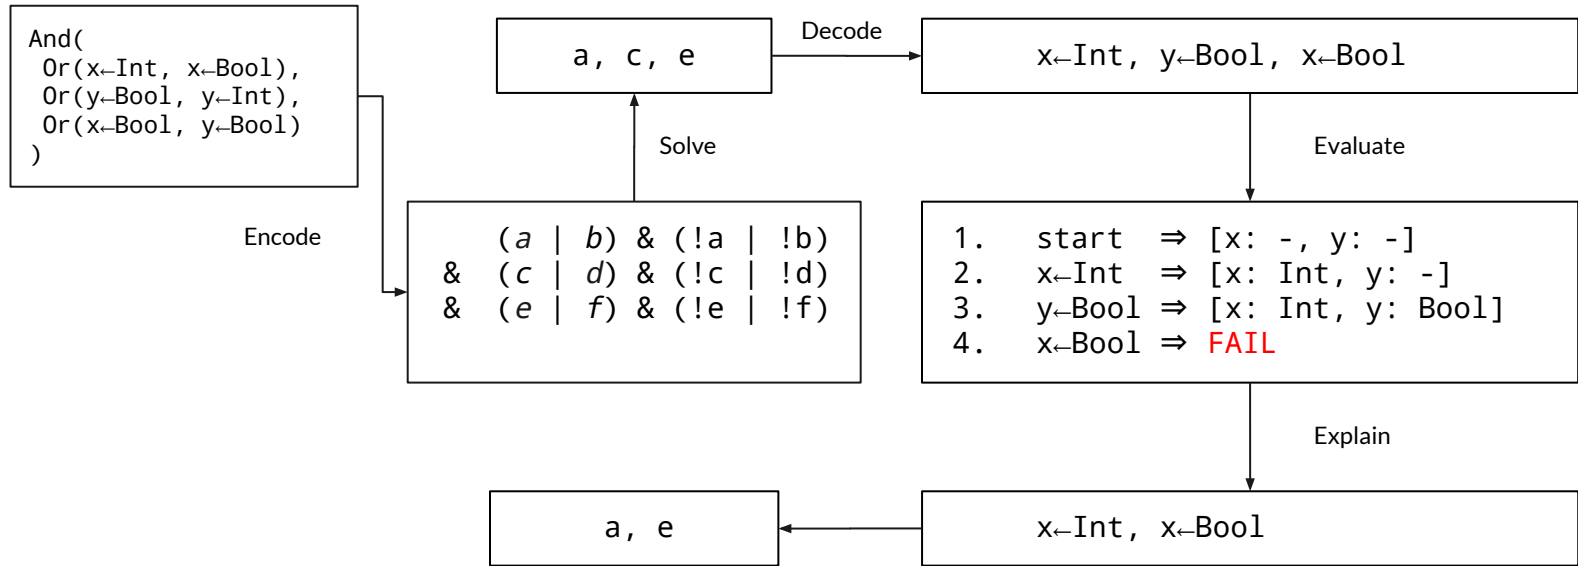 And(
 Or(x←Int, x←Bool),
 Or(y←Bool, y←Int),
 Or(x←Bool, y←Bool)
)
Encode
(a | b) & (!a | !b)
& (c | d) & (!c | !d)
& (e | f) & (!e | !f)
Solve
a, c, e
Decode
x←Int, y←Bool, x←Bool
Evaluate
1. start ⇒ [x: -, y: -]
2. x←Int ⇒ [x: Int, y: -]
3. y←Bool ⇒ [x: Int, y: Bool]
4. x←Bool ⇒ FAIL
Explain
x←Int, x←Bool
a, e